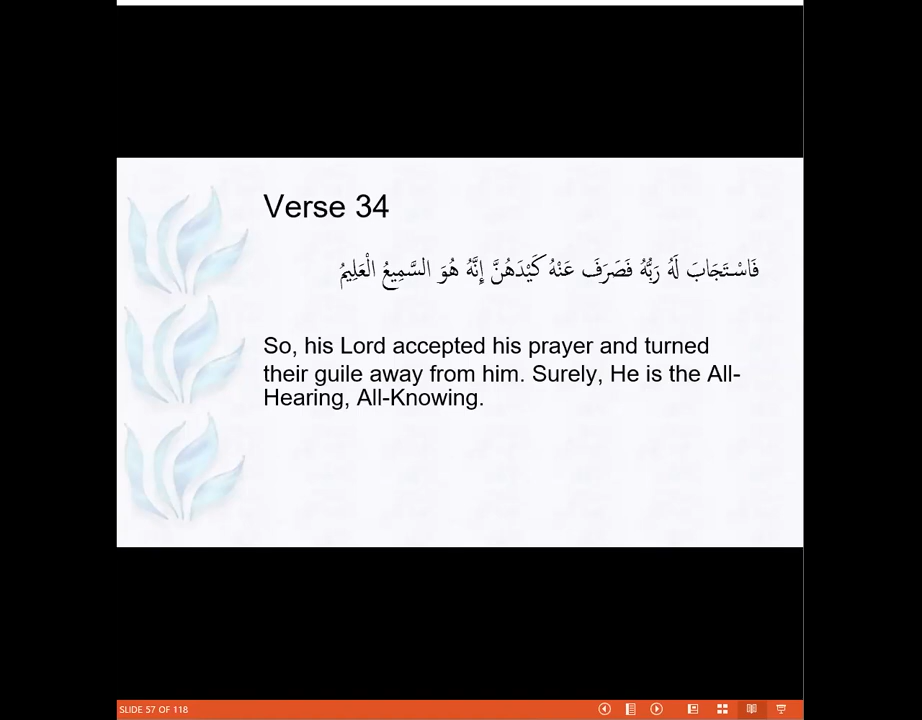 Verse 34
فَاسْتَجَابَ لَهُ رَبُّهُ فَصَرَفَ عَنْهُ كَيْدَهُنَّ إِنَّهُ هُوَ السَّمِيعُ الْعَلِيمُ
So, his Lord accepted his prayer and turned
their guile away from him. Surely, He is the All-
Hearing, All-Knowing.
SLIDE 57 OF 118